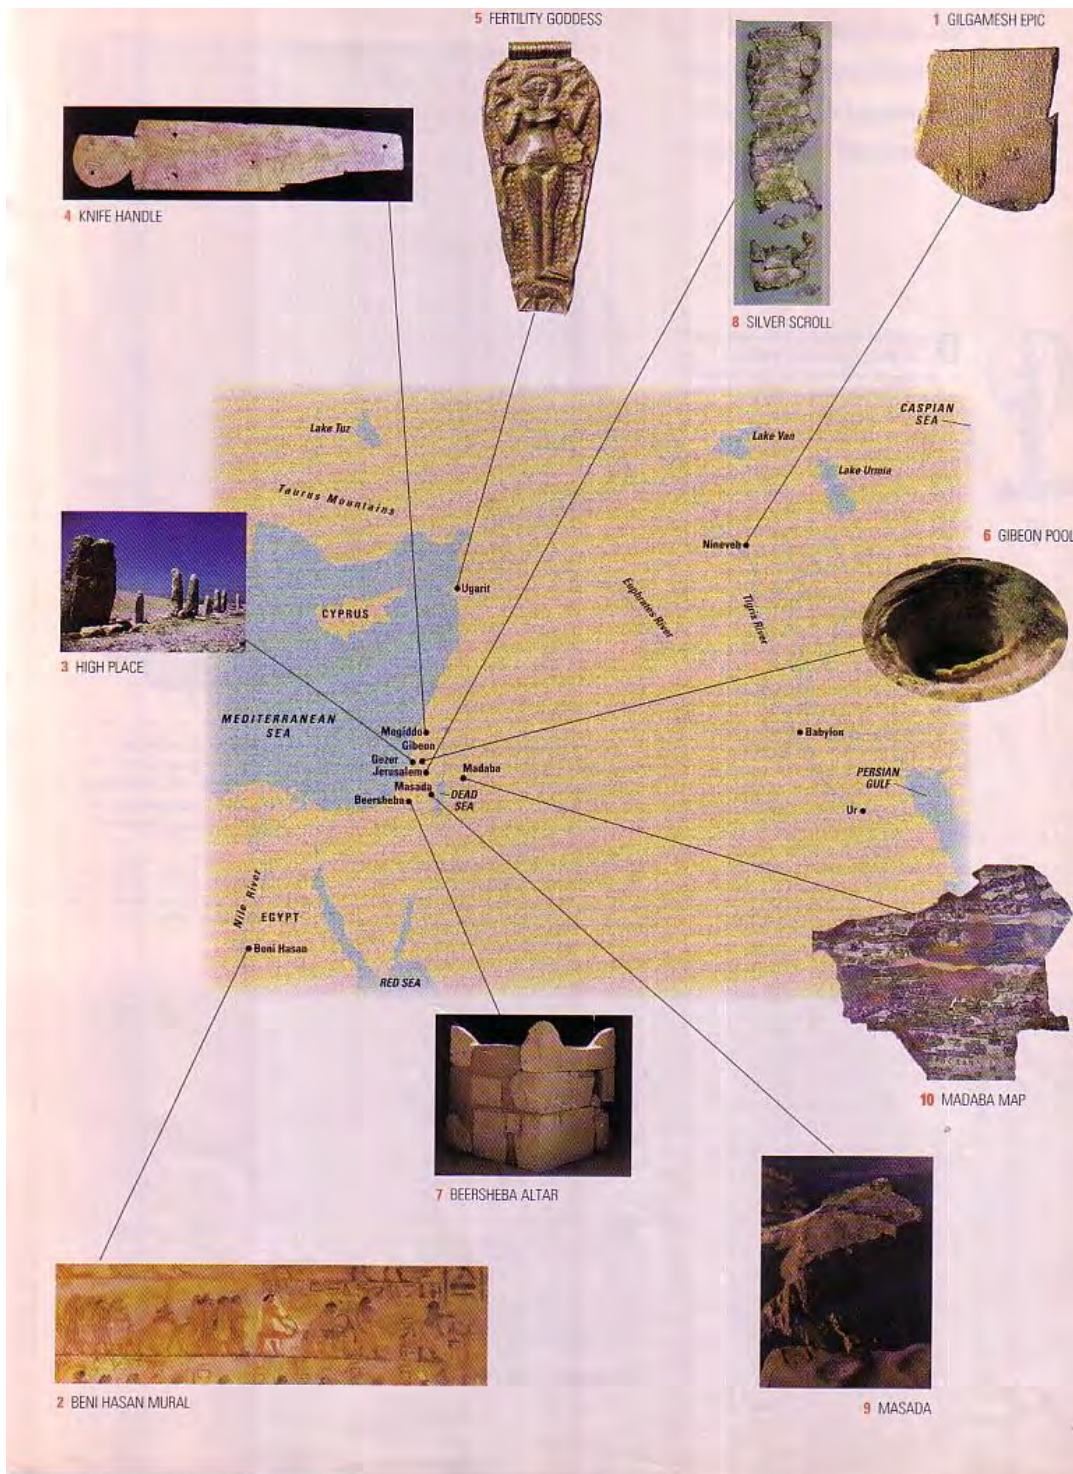 5 FERTILITY GODDESS
1 GILGAMESH EPIC
4 KNIFE HANDLE
8 SILVER SCROLL
CASPIAN
SEA
Lake Tuz
Lake Van
Lake Urmia
Taurus Mountains
Nineveh
6 GIBEON POOL
Ugarit
Euphrates River
Tigris River
CYPRUS
3 HIGH PLACE
MEDITERRANEAN
SEA
Megiddo
Gibeon
Babylon
Gezer
Jerusalem
Madaba
PERSIAN
GULF
Masada
DEAD
SEA
Beersheba
Ur
Nile River
EGYPT
Beni Hasan
RED SEA
10 MADABA MAP
7 BEERSHEBA ALTAR
2 BENI HASAN MURAL
9 MASADA